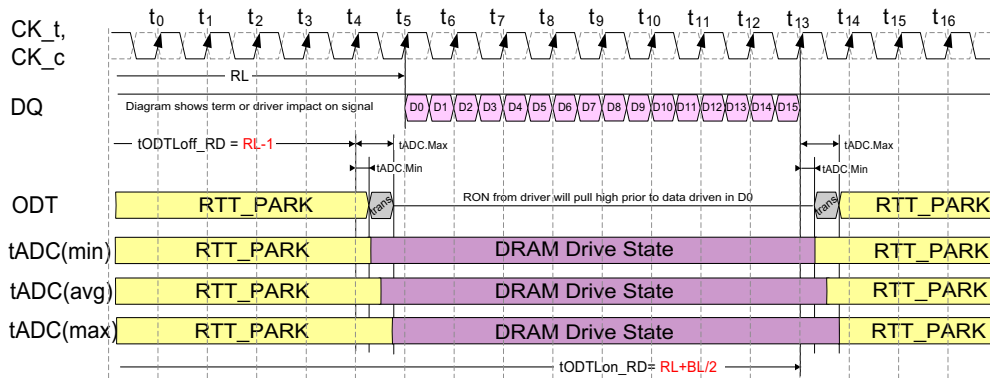 t0 t1 t2 t3 t4 t5 t6 t7 t8 t9 t10 t11 t12 t13 t14 t15 t16
CK_t,
CK_c
RL
DQ
Diagram shows term or driver impact on signal
D0 D1 D2 D3 D4 D5 D6 D7 D8 D9 D10 D11 D12 D13 D14 D15
tODTLoff_RD = RL-1
tADC.Max
tADC.Max
tADC.Min
tADC.Min
ODT
RTT_PARK
trans
RON from driver will pull high prior to data driven in D0
trans
RTT_PARK
tADC(min)
RTT_PARK
DRAM Drive State
RTT_PARK
tADC(avg)
RTT_PARK
DRAM Drive State
RTT_PARK
tADC(max)
RTT_PARK
DRAM Drive State
RTT_PARK
tODTLon_RD= RL+BL/2